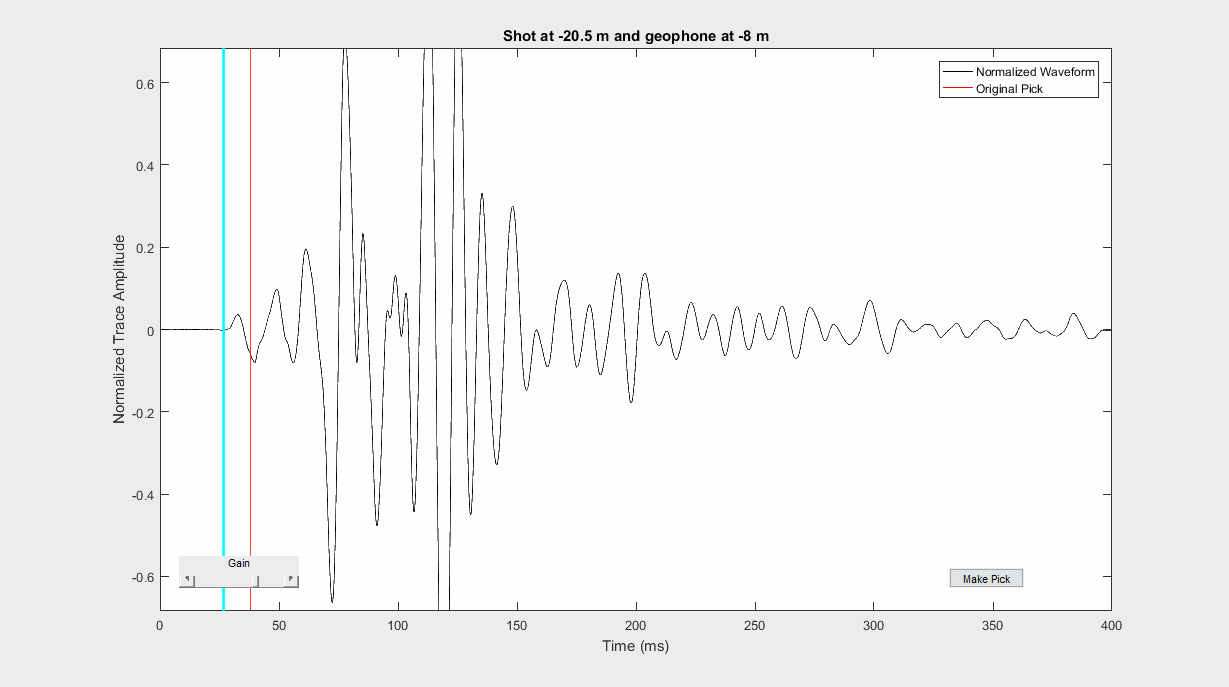 Shot at -20.5 m and geophone at -8 m
Normalized Waveform
Original Pick
Normalized Trace Amplitude
0.6
0.4
0.2
0
-0.2
-0.4
-0.6
Gain
Make Pick
0 50 100 150 200 250 300 350 400
Time (ms)